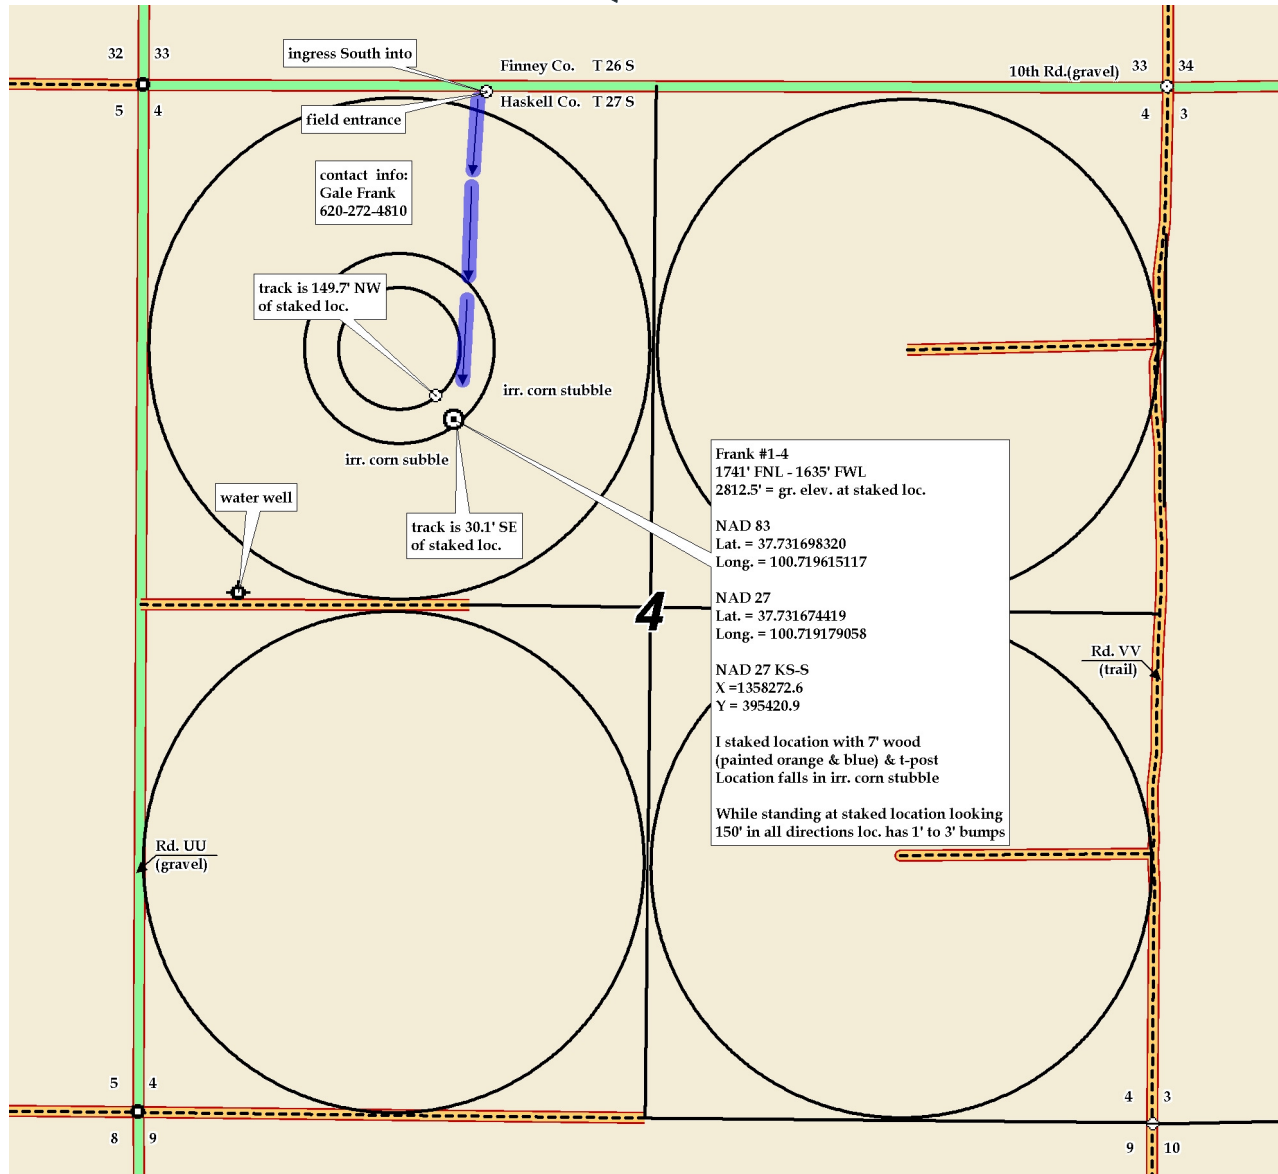 32 33
ingress South into
Finney Co. T 26 S
10th Rd.(gravel)
33 34
5 4
Haskell Co. T 27 S
4 3
field entrance
contact info:
Gale Frank
620-272-4810
track is 149.7' NW
of staked loc.
irr. corn stubble
irr. corn subble
water well
track is 30.1' SE
of staked loc.
Frank #1-4
1741' FNL - 1635' FWL
2812.5' = gr. elev. at staked loc.
NAD 83
Lat. = 37.731698320
Long. = 100.719615117
NAD 27
Lat. = 37.731674419
Long. = 100.719179058
NAD 27 KS-S
X =1358272.6
Y = 395420.9
I staked location with 7' wood
(painted orange & blue) & t-post
Location falls in irr. corn stubble
While standing at staked location looking
150' in all directions loc. has 1' to 3' bumps
4
Rd. VV
(trail)
Rd. UU
(gravel)
5 4
4 3
8 9
9 10